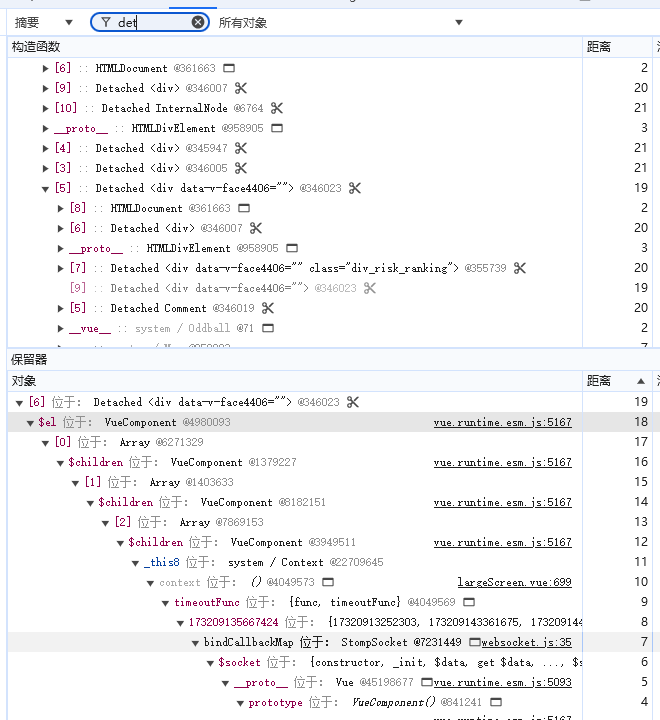 摘要 ▼ det 所有对象 ▼
构造函数 距离
▶ [6] :: HTMLDocument @361663 2
▶ [9] :: Detached <div> @346007 20
▶ [10] :: Detached InternalNode @6764 21
▶ __proto__ :: HTMLDivElement @958905 3
▶ [4] :: Detached <div> @345947 21
▶ [3] :: Detached <div> @346005 21
▼ [5] :: Detached <div data-v-face4406=""> @346023 19
▶ [8] :: HTMLDocument @361663 2
▶ [6] :: Detached <div> @346007 20
▶ __proto__ :: HTMLDivElement @958905 3
▶ [7] :: Detached <div data-v-face4406="" class="div_risk_ranking"> @355739 20
[9] :: Detached <div data-v-face4406=""> @346023 19
▶ [5] :: Detached Comment @346019 20
▶ __vue__ :: system / Oddball @71 2
保留器
对象 距离 ▲
▼ [6] 位于: Detached <div data-v-face4406=""> @346023 19
▼ $el 位于: VueComponent @4980093 vue.runtime.esm.js:5167 18
▼ [0] 位于: Array @6271329 17
▼ $children 位于: VueComponent @1379227 vue.runtime.esm.js:5167 16
▼ [1] 位于: Array @1403633 15
▼ $children 位于: VueComponent @8182151 vue.runtime.esm.js:5167 14
▼ [2] 位于: Array @7869153 13
▼ $children 位于: VueComponent @3949511 vue.runtime.esm.js:5167 12
▼ _this8 位于: system / Context @22709645 11
▼ context 位于: () @4049573 largeScreen.vue:699 10
▼ timeoutFunc 位于: {func, timeoutFunc} @4049569 9
▼ 173209135667424 位于: {17320913252303, 173209143361675, 173209144 8
▼ bindCallbackMap 位于: StompSocket @7231449 websocket.js:35 7
▼ $socket 位于: {constructor, _init, $data, get $data, ..., $s 6
▼ __proto__ 位于: Vue @45198677 vue.runtime.esm.js:5093 5
▼ prototype 位于: VueComponent() @841241 4